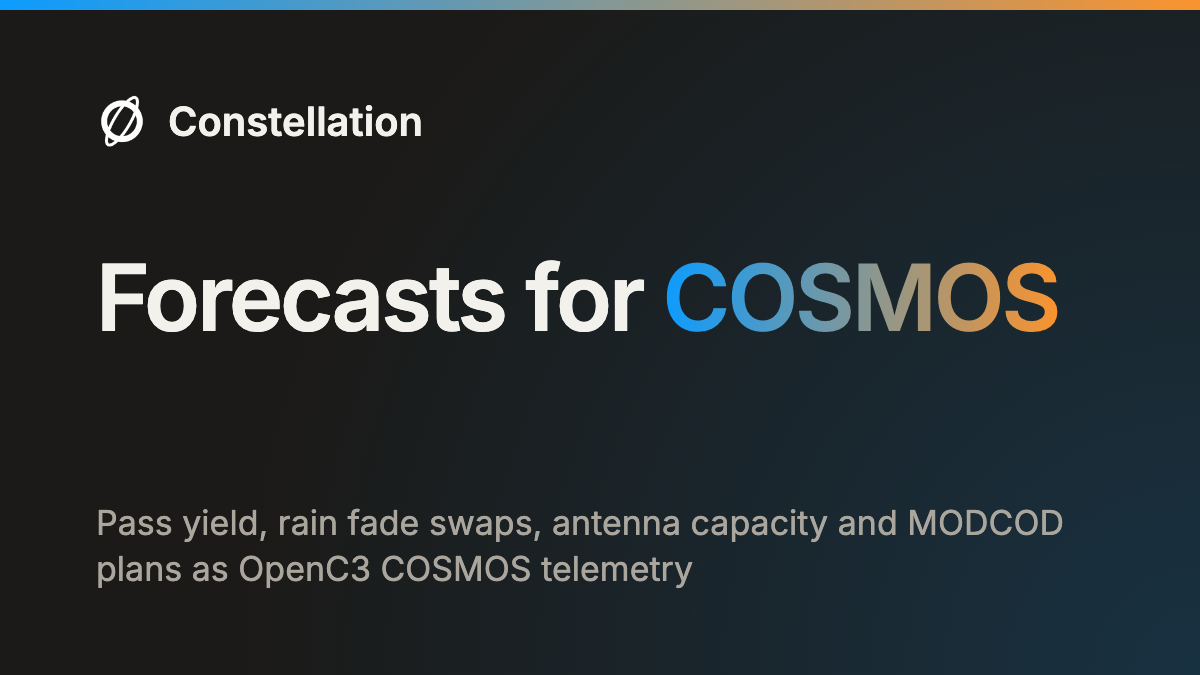 Constellation
Forecasts for COSMOS
Pass yield, rain fade swaps, antenna capacity and MODCOD
plans as OpenC3 COSMOS telemetry